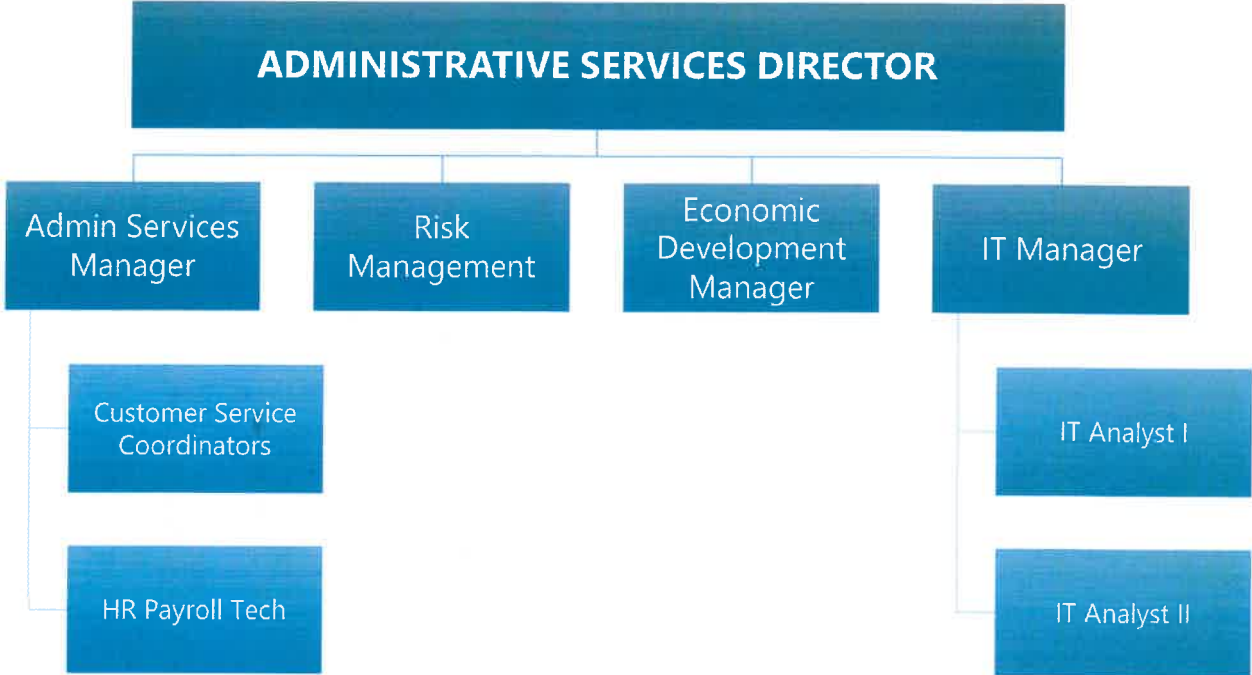 ADMINISTRATIVE SERVICES DIRECTOR
Admin Services
Manager
Risk
Management
Economic
Development
Manager
IT Manager
Customer Service
Coordinators
HR Payroll Tech
IT Analyst I
IT Analyst II